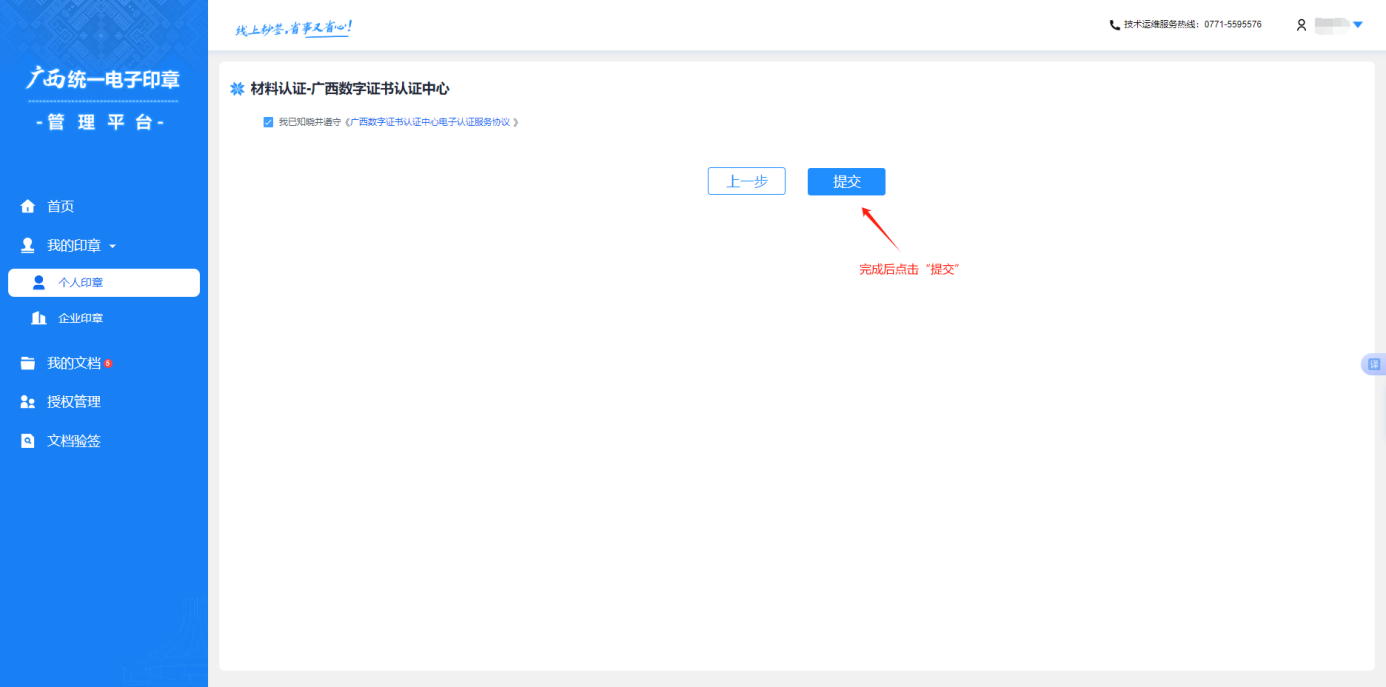 广西统一电子印章
-管理平台-
首页
我的印章
个人印章
企业印章
我的文档 6
授权管理
文档验签
线上秒签,省事又省心!
技术运维服务热线：0771-5595576
材料认证-广西数字证书认证中心
我已知晓并遵守《广西数字证书认证中心电子认证服务协议 》
上一步
提交
完成后点击“提交”
译